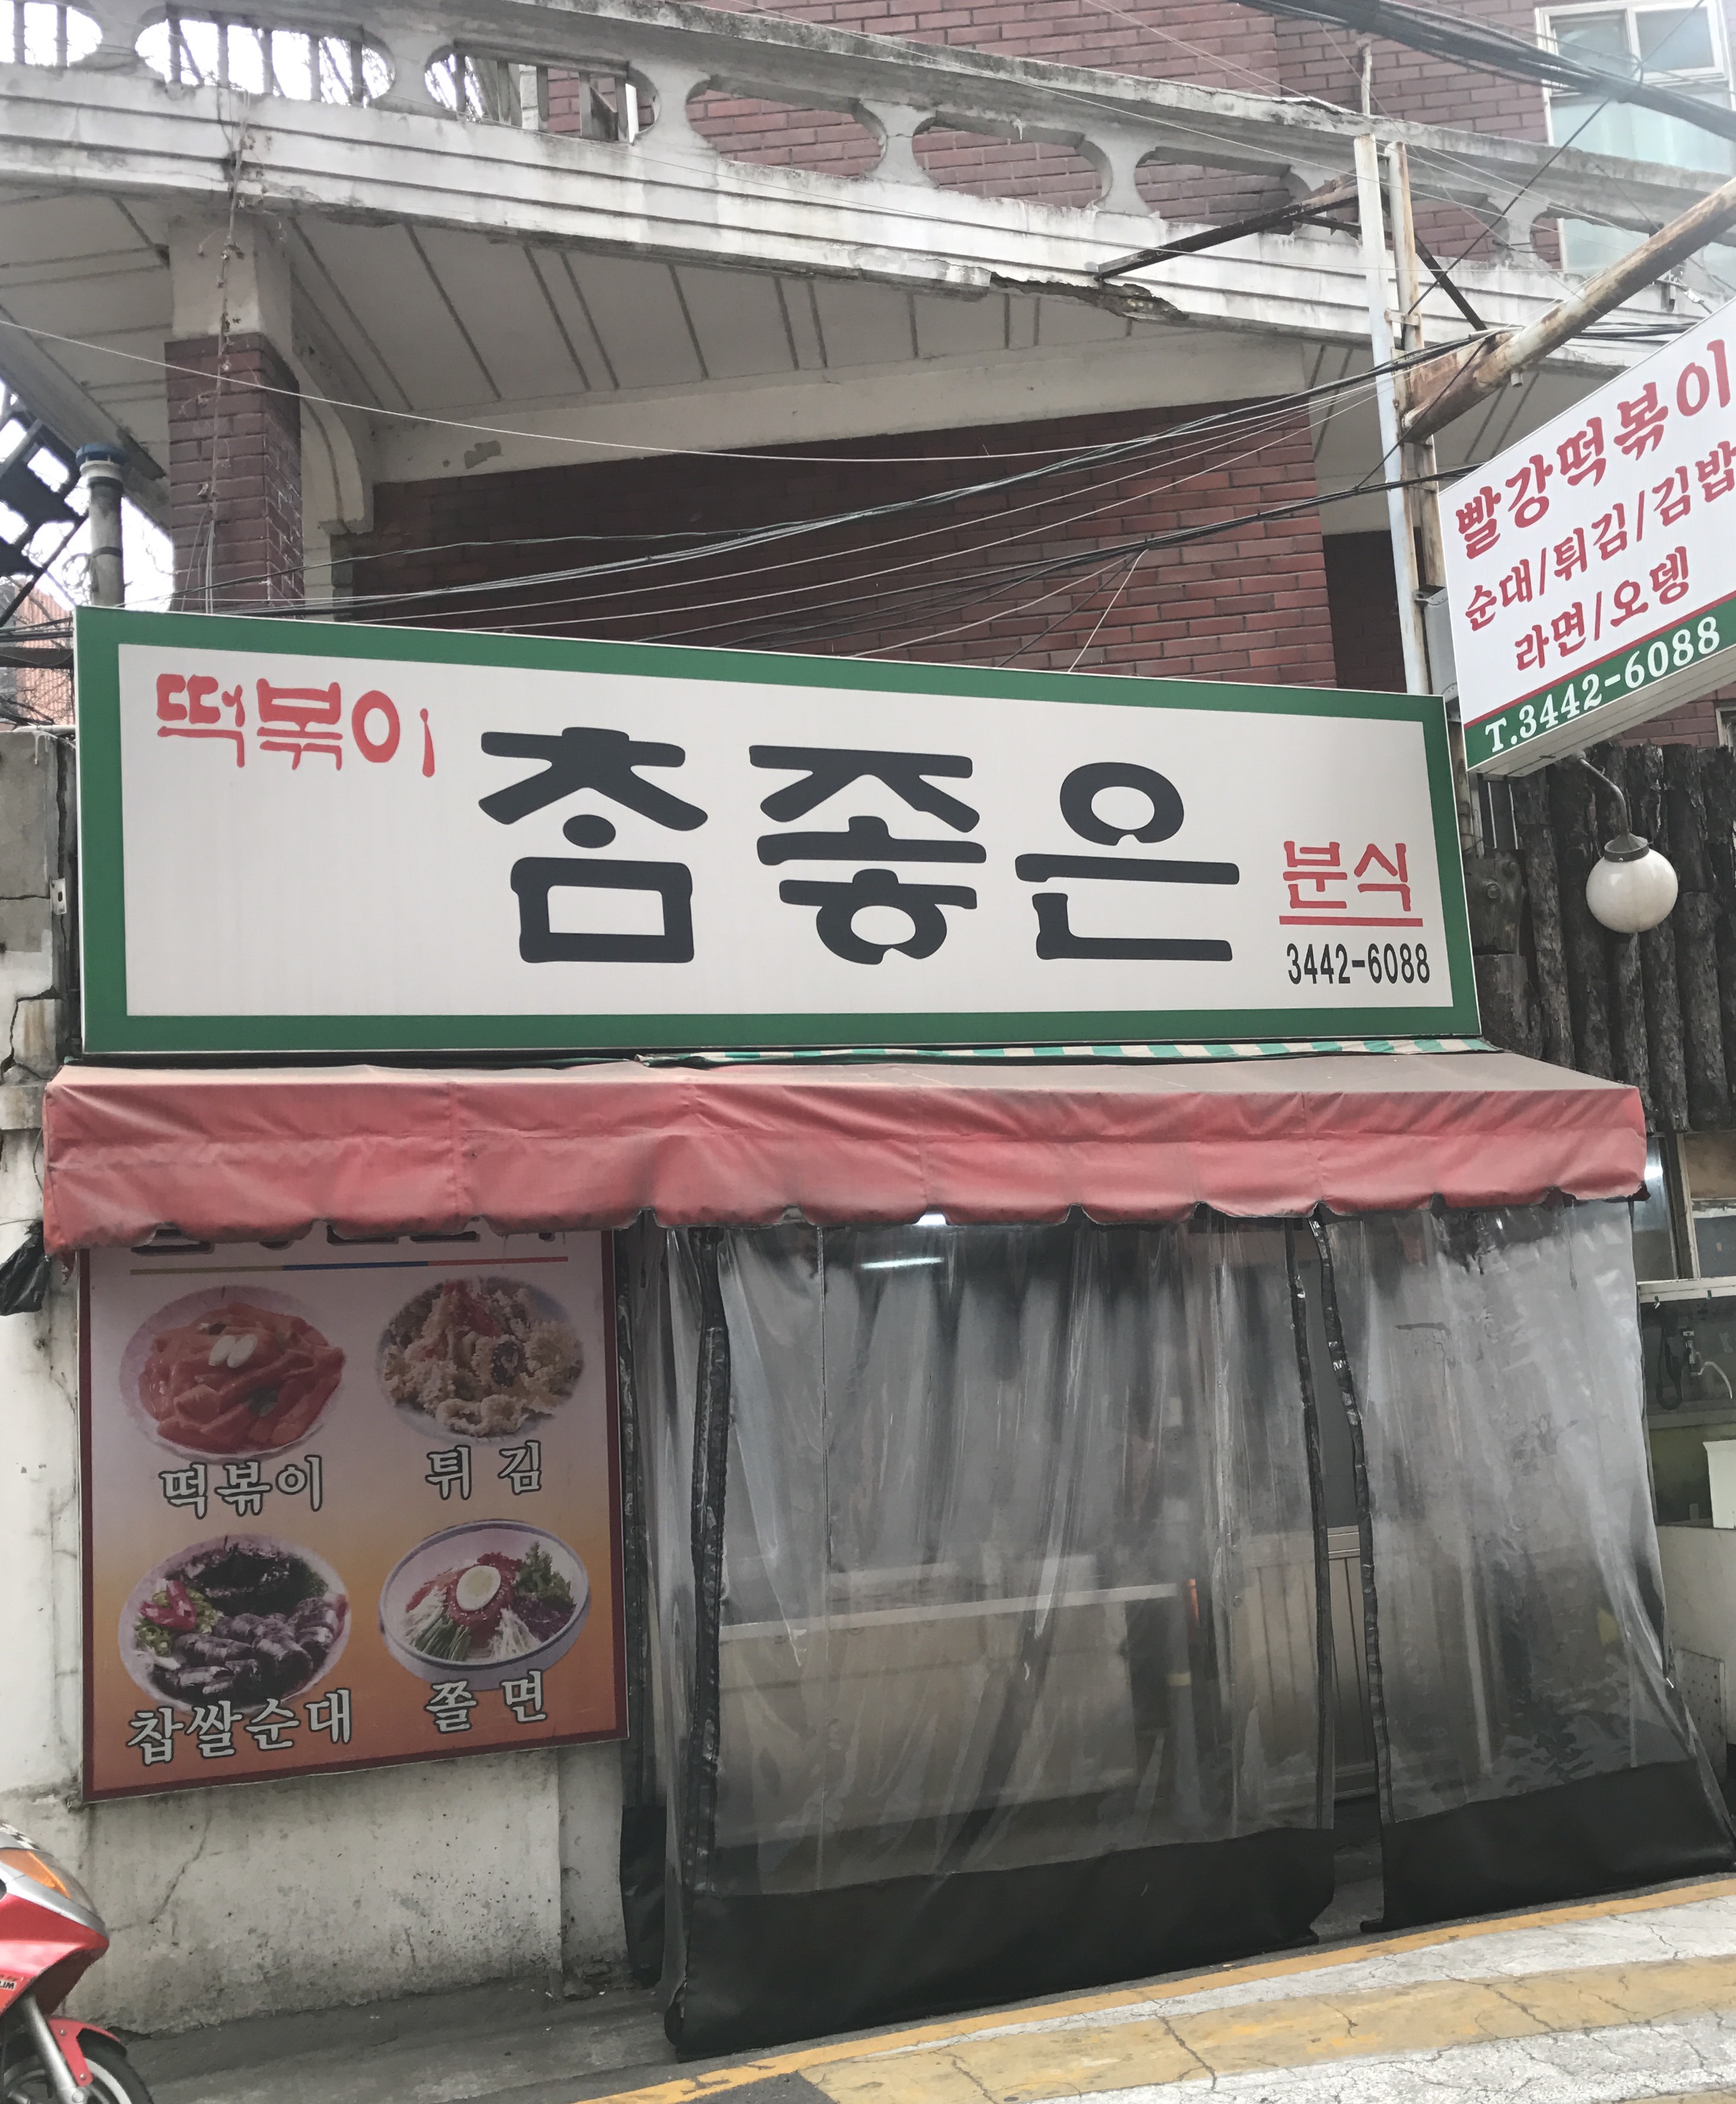 떡볶이
참좋은
분식
3442-6088
빨강떡볶이
순대/튀김/김밥
라면/오뎅
T.3442-6088
떡볶이
튀김
찹쌀순대
쫄면